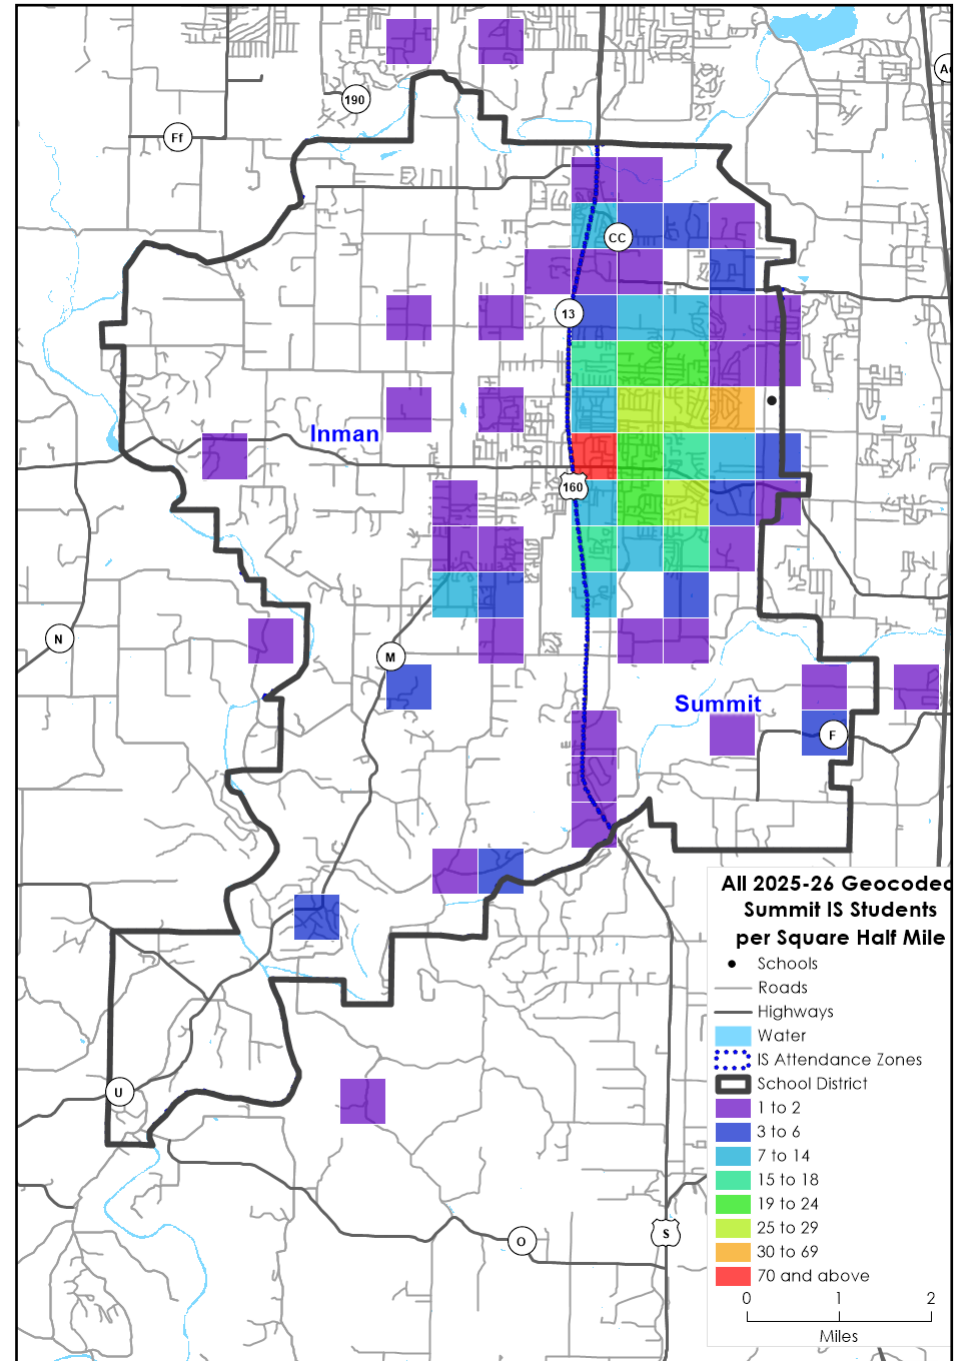 190
Ff
CC
13
Inman
160
N
M
Summit
F
U
O
S
All 2025-26 Geocoded
Summit IS Students
per Square Half Mile
Schools
Roads
Highways
Water
IS Attendance Zones
School District
1 to 2
3 to 6
7 to 14
15 to 18
19 to 24
25 to 29
30 to 69
70 and above
0 1 2
Miles